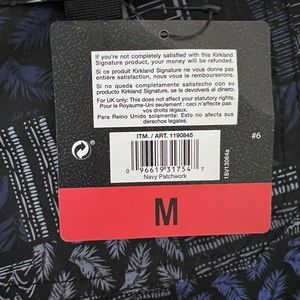 If you're not completely satisfied with this Kirkland
Signature product, your money will be refunded.
Si ce produit Kirkland Signature ne vous donne pas
entière satisfaction, nous vous le rembourserons.
Si no queda completamente satisfecho con su
producto Kirkland Signature, se le devolverá el dinero.
For UK only: This does not affect your statutory rights.
Pour le Royaume-Uni seulement: Ceci n'affecte pas
vos droits légaux.
Para Reino Unido solamente: Esto no afectará sus
derechos legales.
ITM. / ART. 1190845
#6
0 96619 31754 7
Navy Patchwork
M